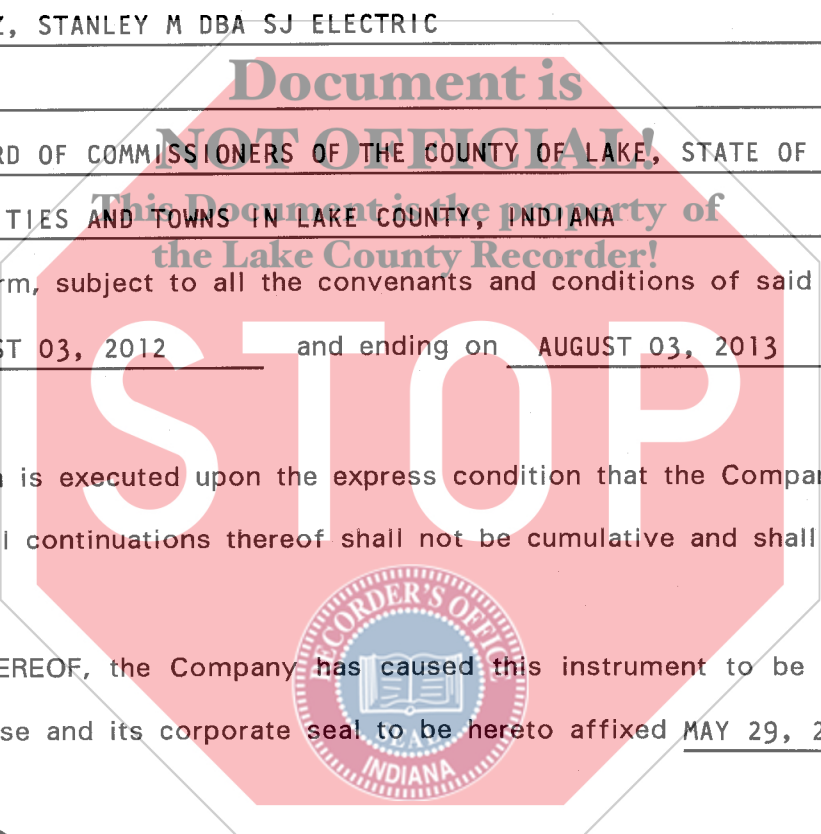 Z, STANLEY M DBA SJ ELECTRIC
Document is
NOT OFFICIAL!
RD OF COMMISSIONERS OF THE COUNTY OF LAKE, STATE OF
This Document is the property of
TIES AND TOWNS IN LAKE COUNTY, INDIANA
the Lake County Recorder!
rm, subject to all the convenants and conditions of said
ST 03, 2012 and ending on AUGUST 03, 2013
STOP
is executed upon the express condition that the Compan
l continuations thereof shall not be cumulative and shall
RECORDER'S OFFICE
EREOF, the Company has caused this instrument to be
se and its corporate seal to be hereto affixed MAY 29, 2
SEAL
INDIANA